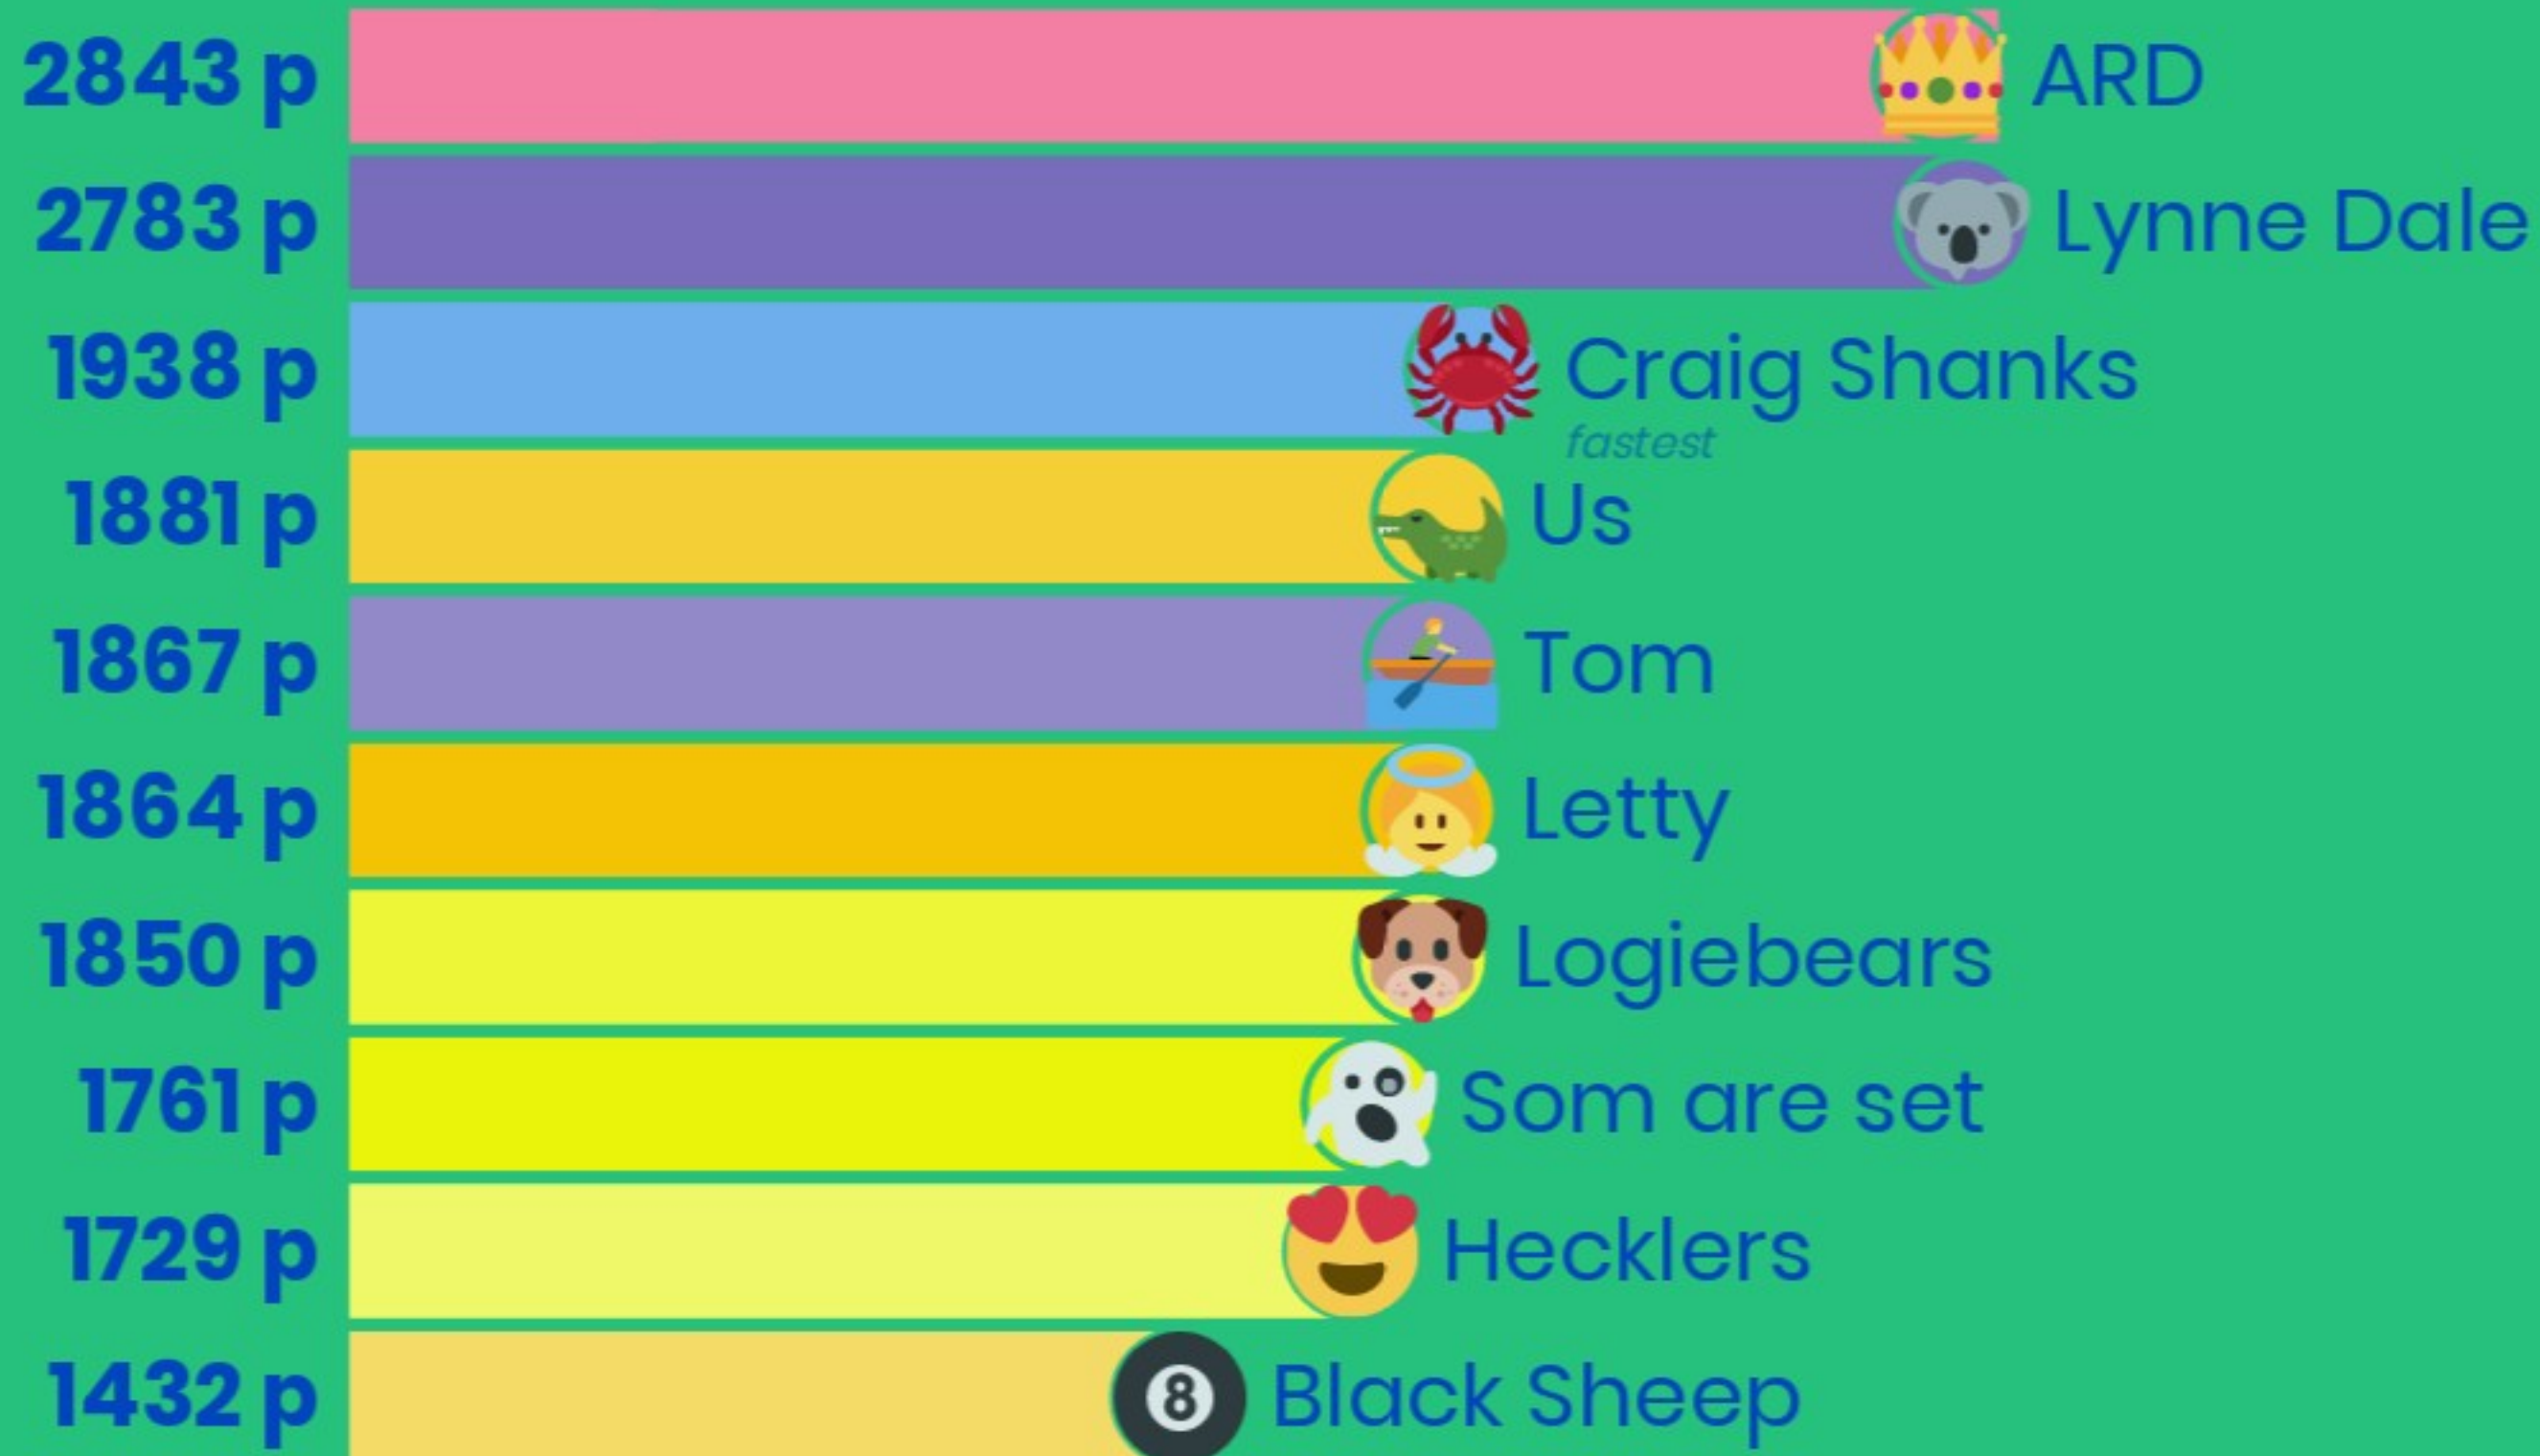 2843 p ARD
2783 p Lynne Dale
1938 p Craig Shanks
fastest
1881 p Us
1867 p Tom
1864 p Letty
1850 p Logiebears
1761 p Som are set
1729 p Hecklers
1432 p 8 Black Sheep